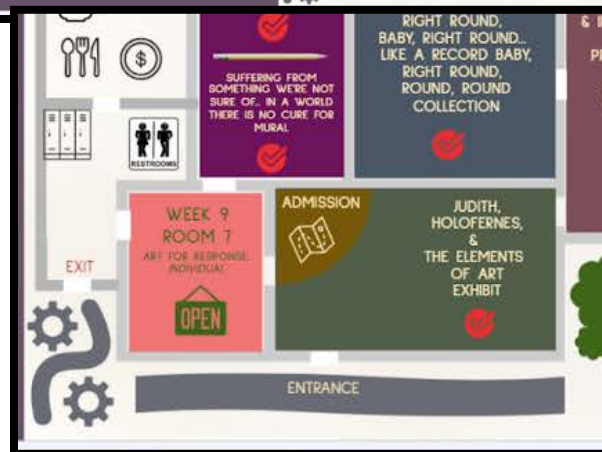 RIGHT ROUND,
BABY, RIGHT ROUND...
LIKE A RECORD BABY,
RIGHT ROUND,
ROUND, ROUND
COLLECTION
& I
$
SUFFERING FROM
SOMETHING WE'RE NOT
SURE OF.. IN A WORLD
THERE IS NO CURE FOR
MURAL
RESTROOMS
WEEK 9
ROOM 7
ART FOR RESPONSE.
INDIVIDUAL
OPEN
EXIT
ADMISSION
JUDITH,
HOLOFERNES,
&
THE ELEMENTS
OF ART
EXHIBIT
ENTRANCE